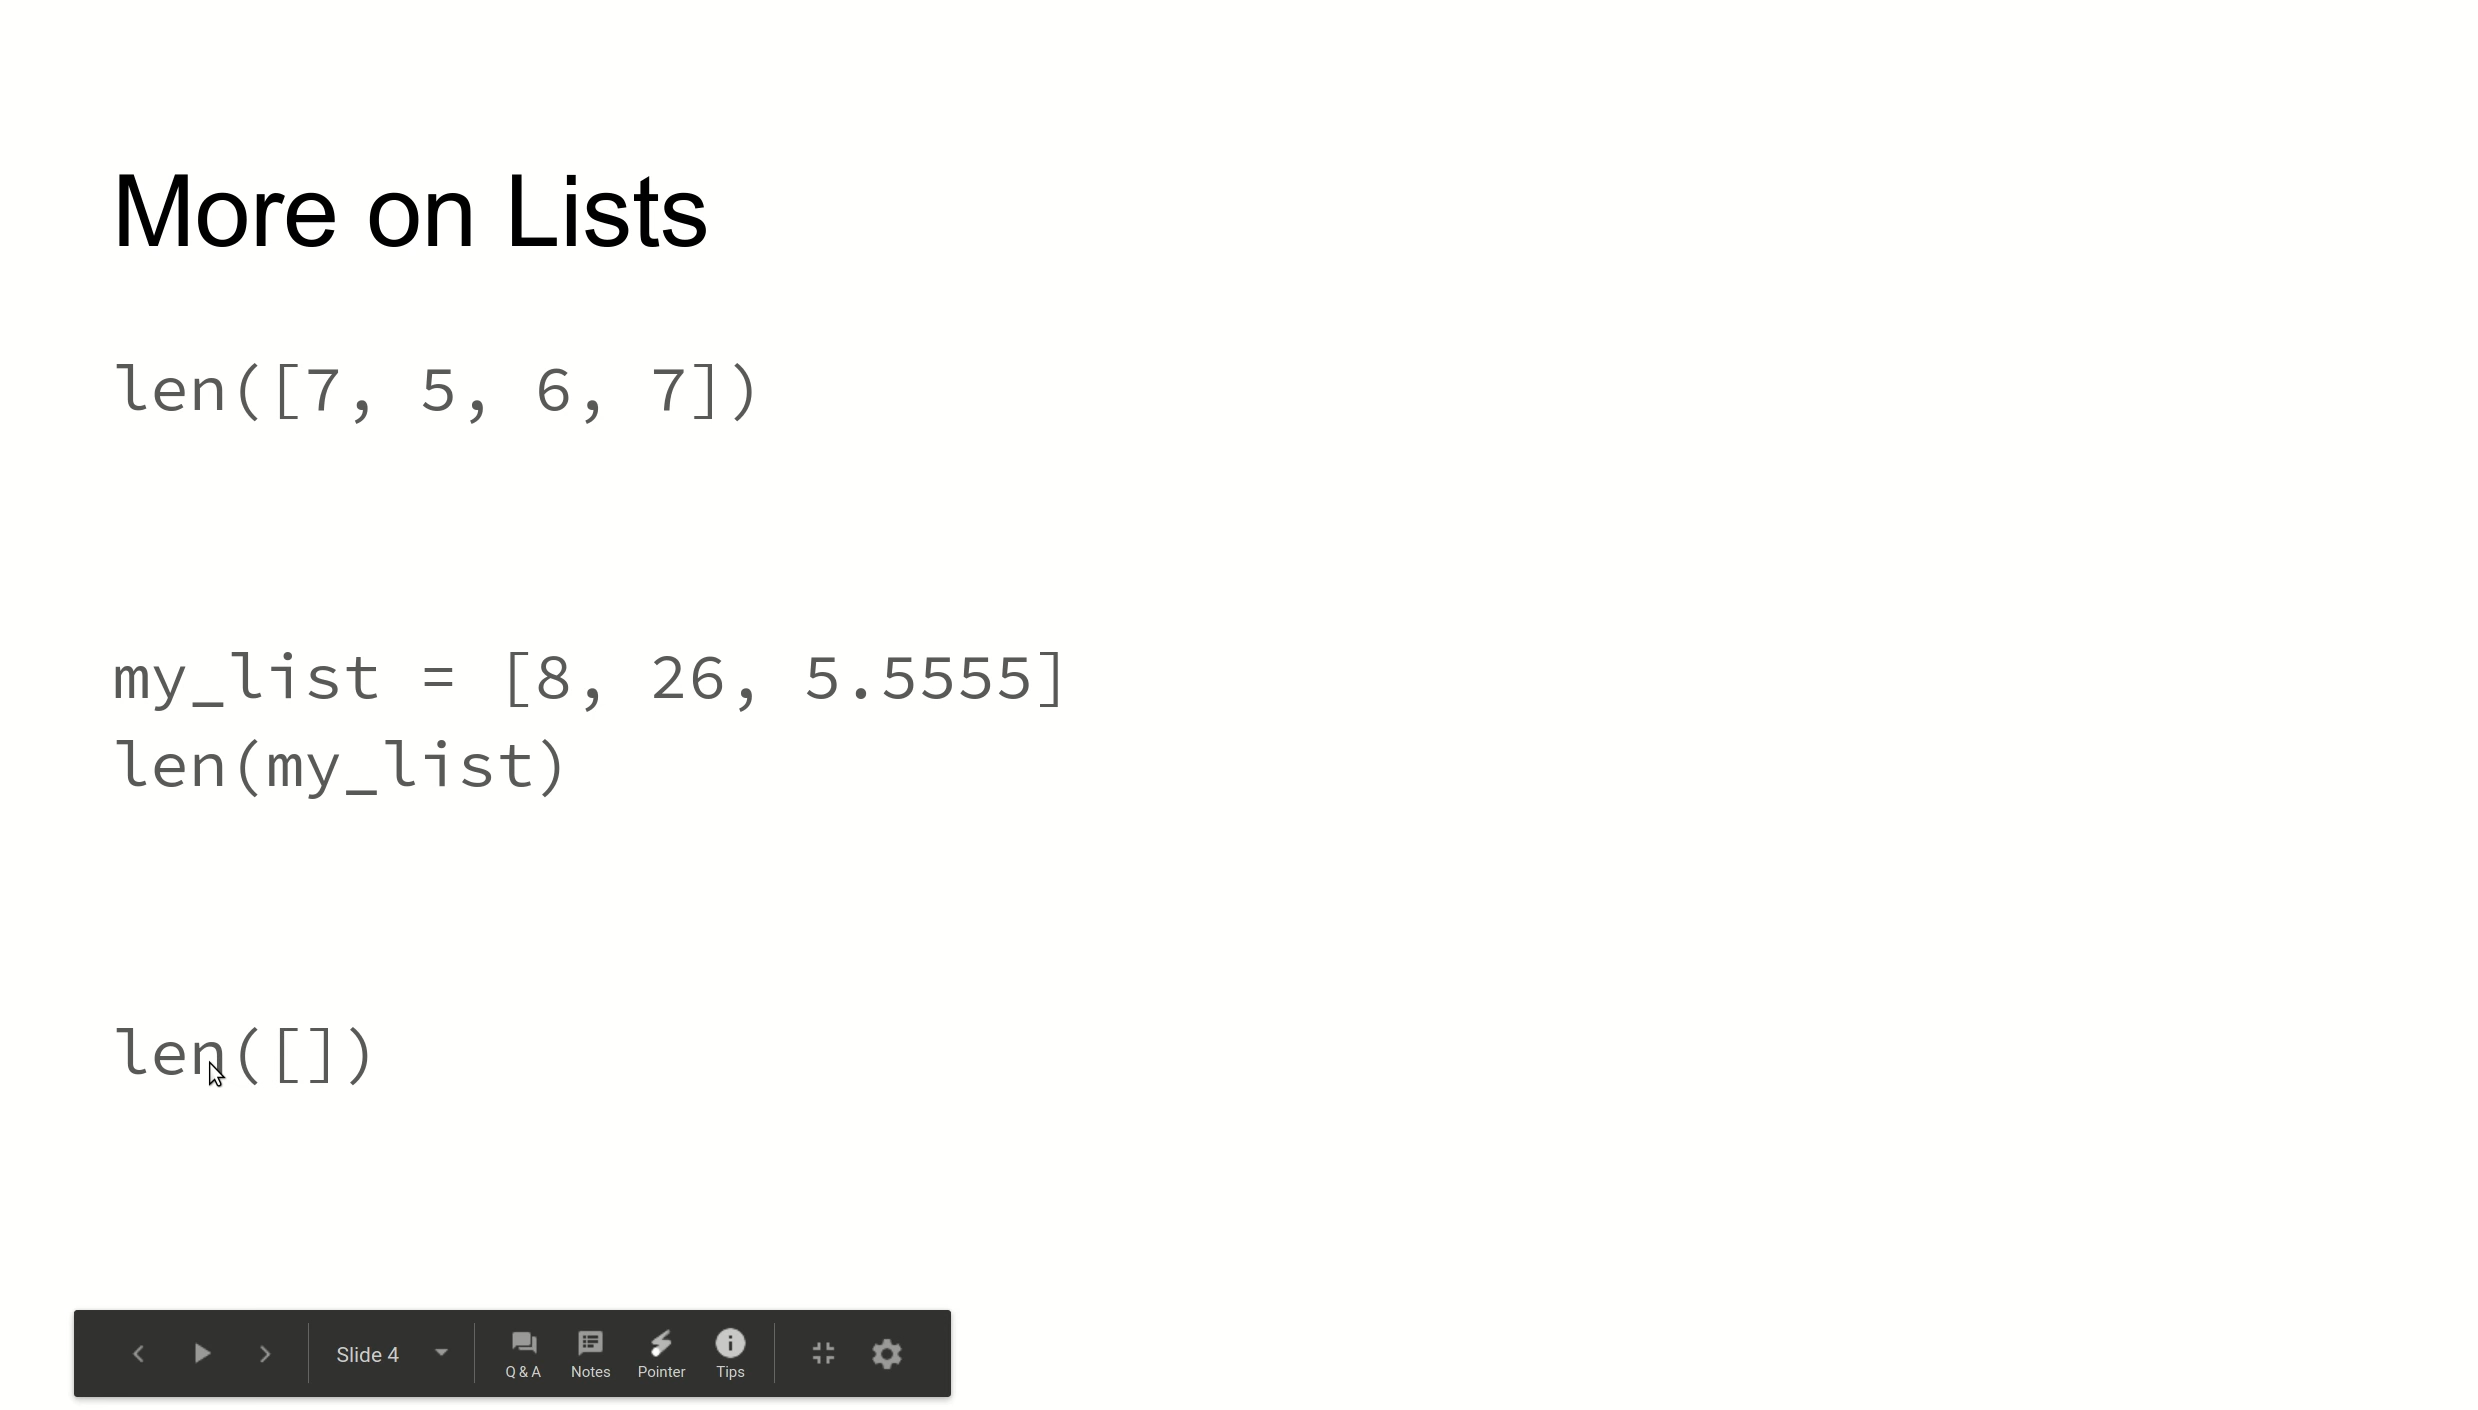 More on Lists
len([7, 5, 6, 7])
my_list = [8, 26, 5.5555]
len(my_list)
len([])
Slide 4
Q & A
Notes
Pointer
Tips